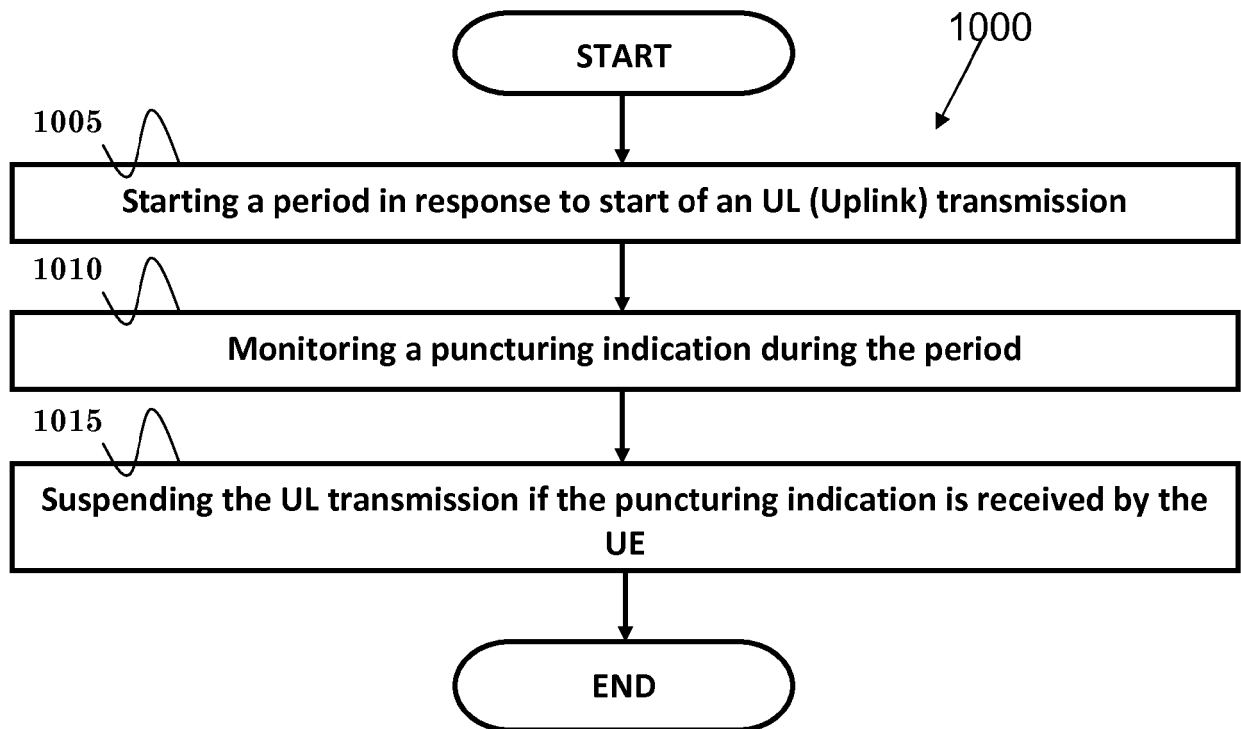 START
1000
1005
Starting a period in response to start of an UL (Uplink) transmission
1010
Monitoring a puncturing indication during the period
1015
Suspending the UL transmission if the puncturing indication is received by the
UE
END